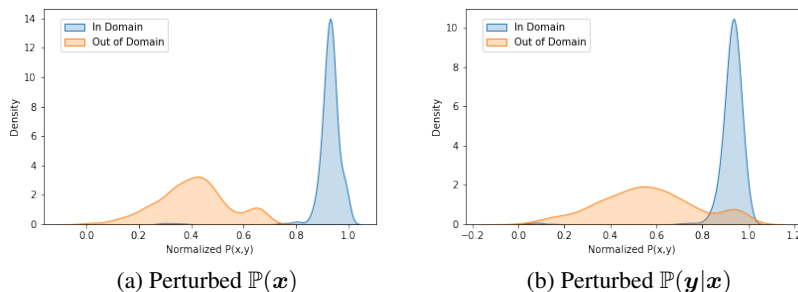 In Domain
Out of Domain
Density
14
12
10
8
6
4
2
0
0.0 0.2 0.4 0.6 0.8 1.0
Normalized P(x,y)
(a) Perturbed ℙ(𝒙)
In Domain
Out of Domain
Density
10
8
6
4
2
0
−0.2 0.0 0.2 0.4 0.6 0.8 1.0 1.2
Normalized P(x,y)
(b) Perturbed ℙ(𝒚|𝒙)